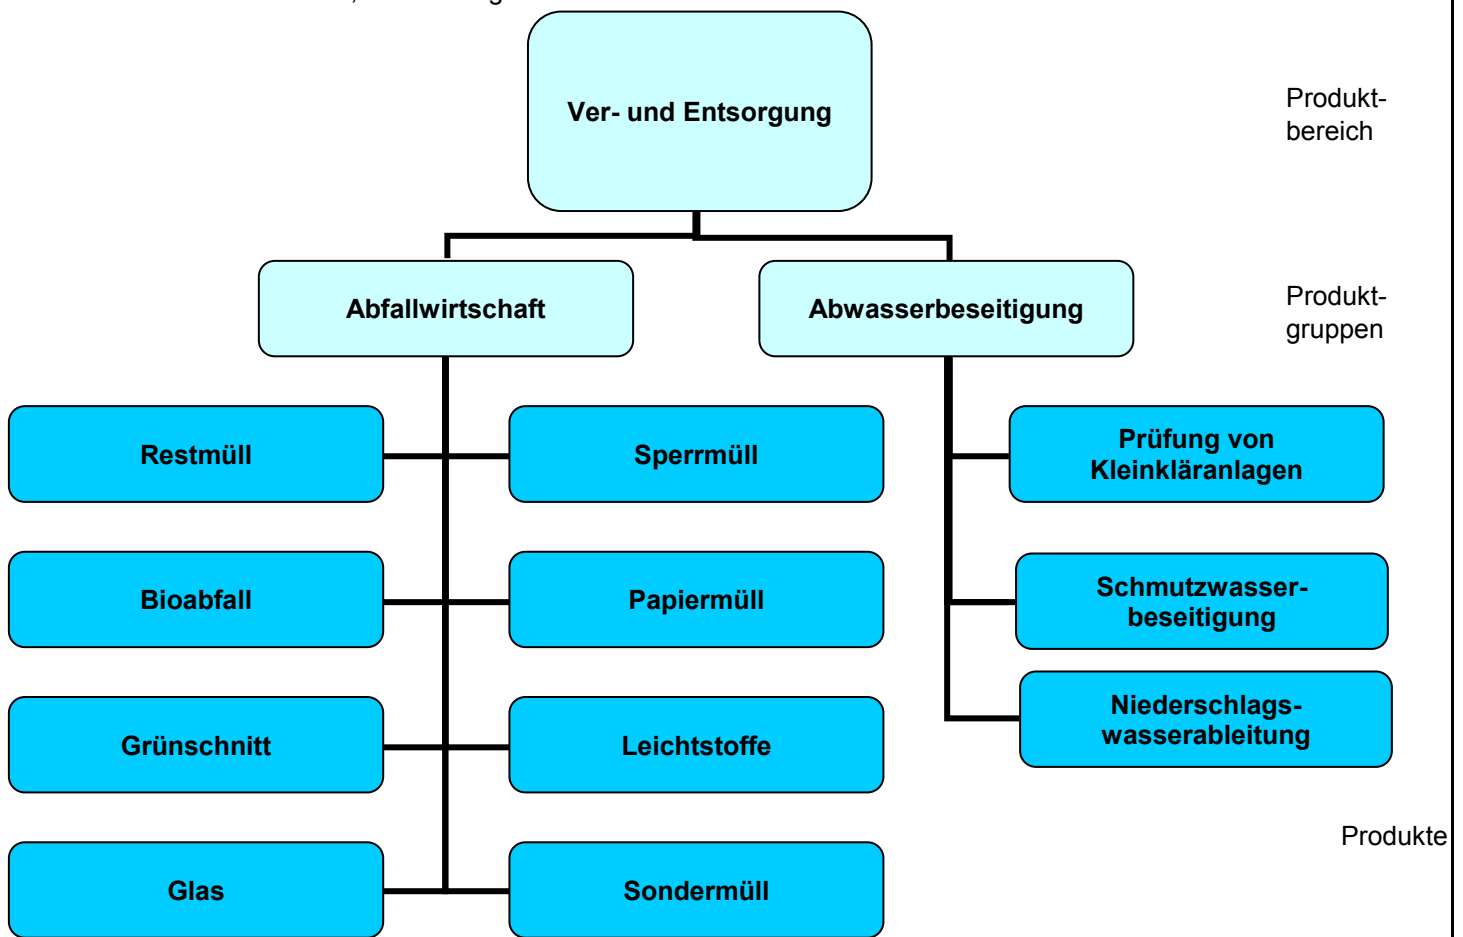 Ver- und Entsorgung
Produkt-
bereich
Abfallwirtschaft
Abwasserbeseitigung
Produkt-
gruppen
Restmüll
Sperrmüll
Prüfung von
Kleinkläranlagen
Bioabfall
Papiermüll
Schmutzwasser-
beseitigung
Grünschnitt
Leichtstoffe
Niederschlags-
wasserableitung
Produkte
Glas
Sondermüll